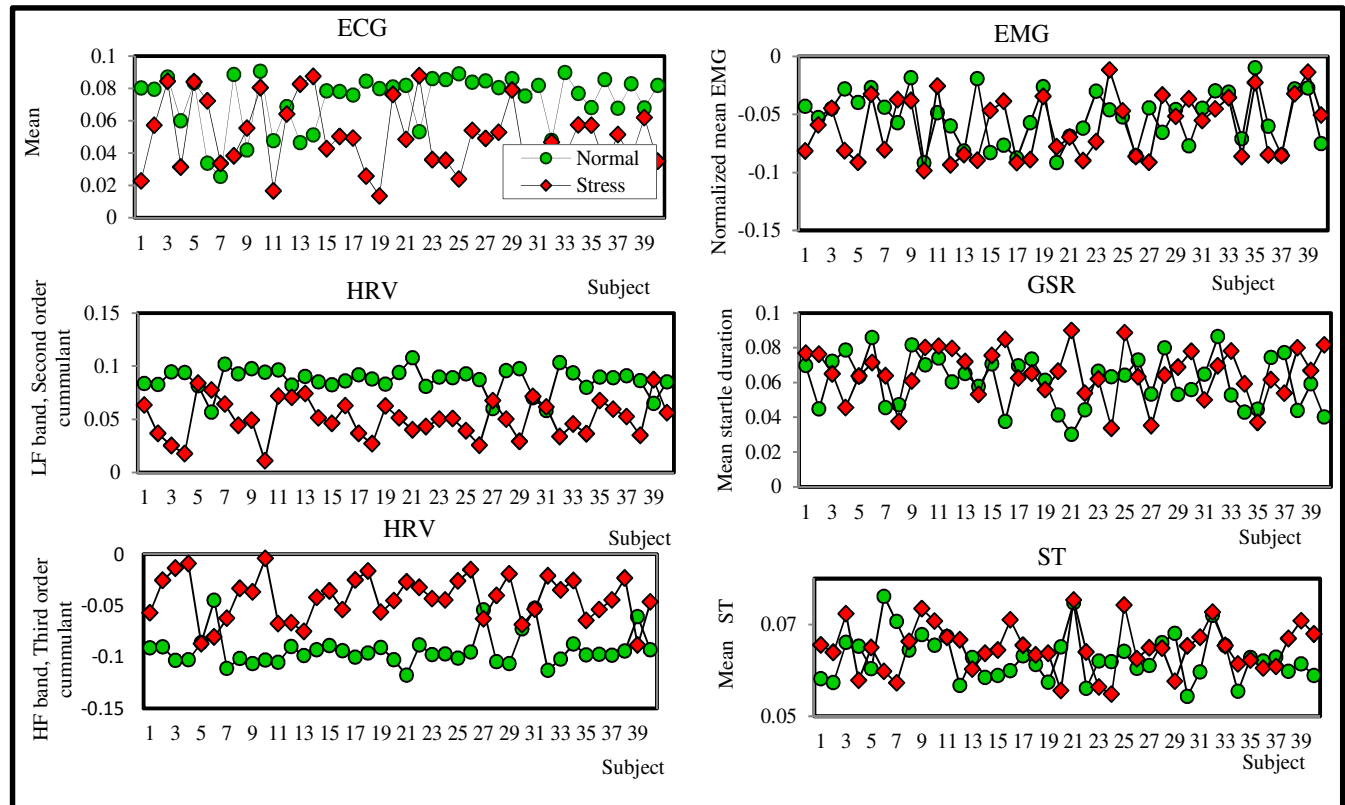 ECG
Mean
0.1
0.08
0.06
0.04
0.02
0
Normal
Stress
1 3 5 7 9 11 13 15 17 19 21 23 25 27 29 31 33 35 37 39
Subject
EMG
Normalized mean EMG
0
-0.05
-0.1
-0.15
1 3 5 7 9 11 13 15 17 19 21 23 25 27 29 31 33 35 37 39
Subject
HRV
LF band, Second order
cummulant
0.15
0.1
0.05
0
1 3 5 7 9 11 13 15 17 19 21 23 25 27 29 31 33 35 37 39
Subject
GSR
Mean startle duration
0.1
0.08
0.06
0.04
0.02
0
1 3 5 7 9 11 13 15 17 19 21 23 25 27 29 31 33 35 37 39
Subject
HRV
HF band, Third order
cummulant
0
-0.05
-0.1
-0.15
1 3 5 7 9 11 13 15 17 19 21 23 25 27 29 31 33 35 37 39
Subject
ST
Mean ST
0.07
0.05
1 3 5 7 9 11 13 15 17 19 21 23 25 27 29 31 33 35 37 39
Subject